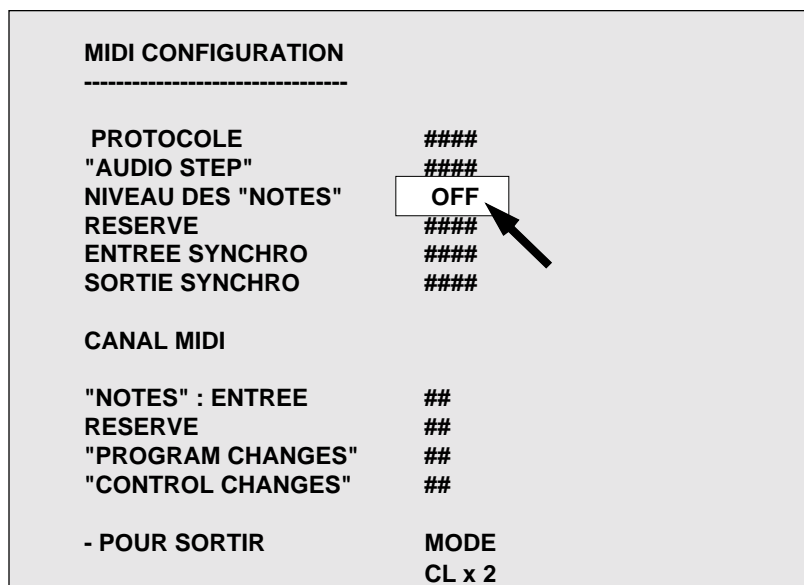 MIDI CONFIGURATION
---------------------------------
PROTOCOLE ####
"AUDIO STEP" ####
NIVEAU DES "NOTES" OFF
RESERVE ####
ENTREE SYNCHRO ####
SORTIE SYNCHRO ####
CANAL MIDI
"NOTES" : ENTREE ##
RESERVE ##
"PROGRAM CHANGES" ##
"CONTROL CHANGES" ##
- POUR SORTIR MODE
CL x 2